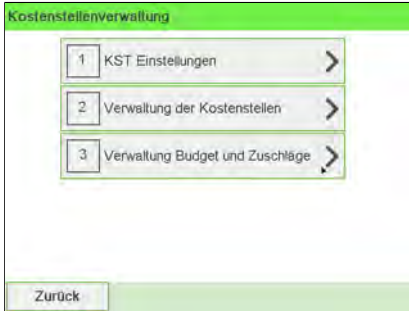 Kostenstellenverwaltung
1 KST Einstellungen
2 Verwaltung der Kostenstellen
3 Verwaltung Budget und Zuschläge
Zurück